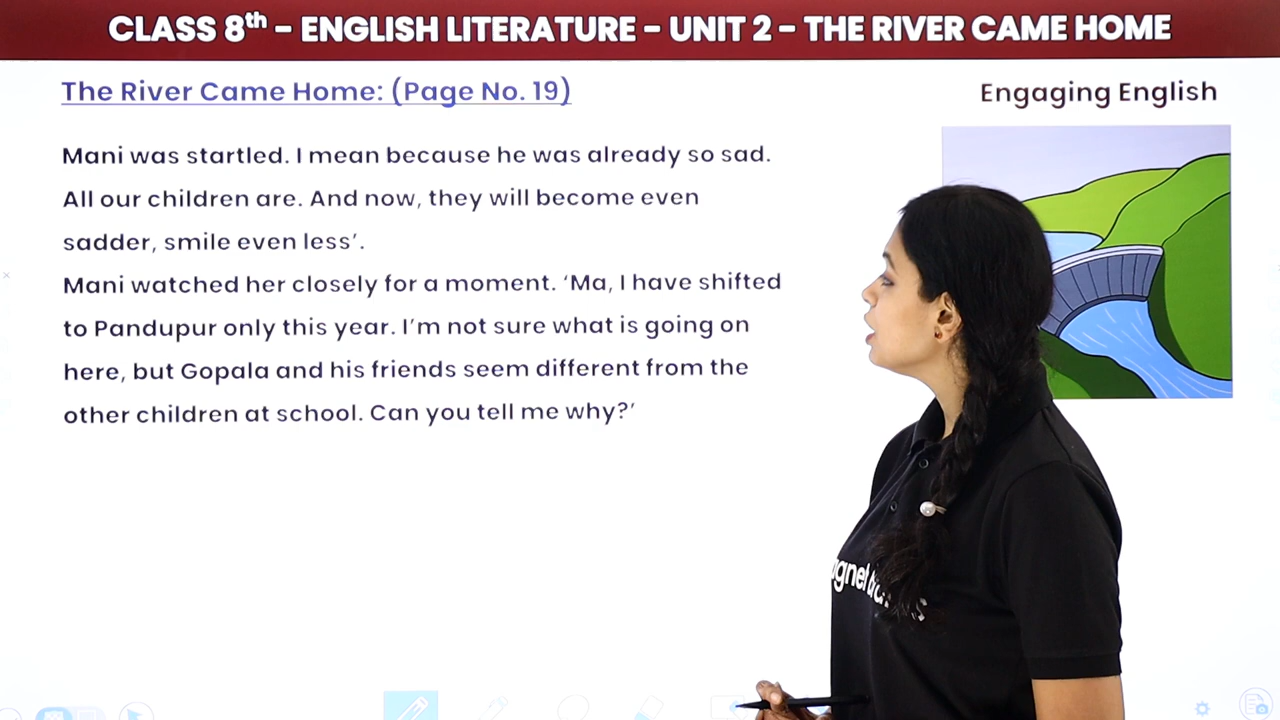 CLASS 8th - ENGLISH LITERATURE - UNIT 2 - THE RIVER CAME HOME
The River Came Home: (Page No. 19)
Engaging English
Mani was startled. I mean because he was already so sad.
All our children are. And now, they will become even
sadder, smile even less’.
Mani watched her closely for a moment. ‘Ma, I have shifted
to Pandupur only this year. I’m not sure what is going on
here, but Gopala and his friends seem different from the
other children at school. Can you tell me why?’